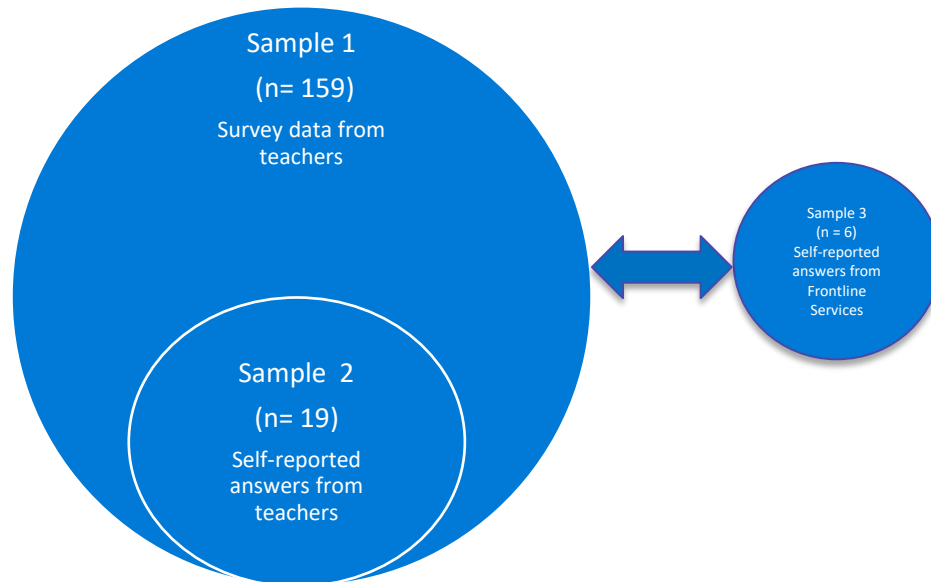 Sample 1
(n= 159)
Survey data from
teachers
Sample 2
(n= 19)
Self-reported
answers from
teachers
Sample 3
(n = 6)
Self-reported
answers from
Frontline
Services